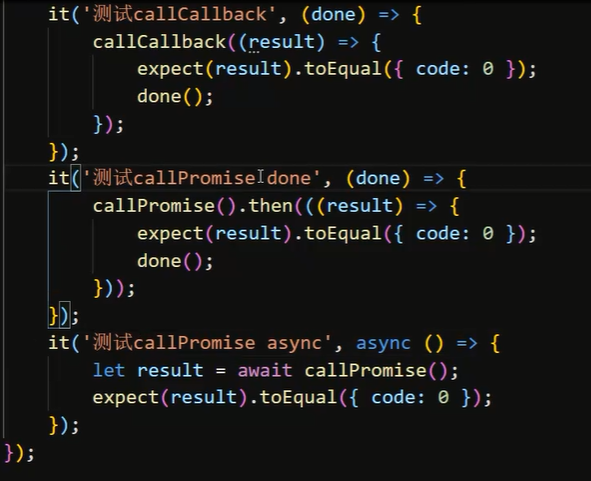 it('测试callCallback', (done) => {
callCallback((result) => {
expect(result).toEqual({ code: 0 });
done();
});
});
it('测试callPromise done', (done) => {
callPromise().then(((result) => {
expect(result).toEqual({ code: 0 });
done();
}));
});
it('测试callPromise async', async () => {
let result = await callPromise();
expect(result).toEqual({ code: 0 });
});
});